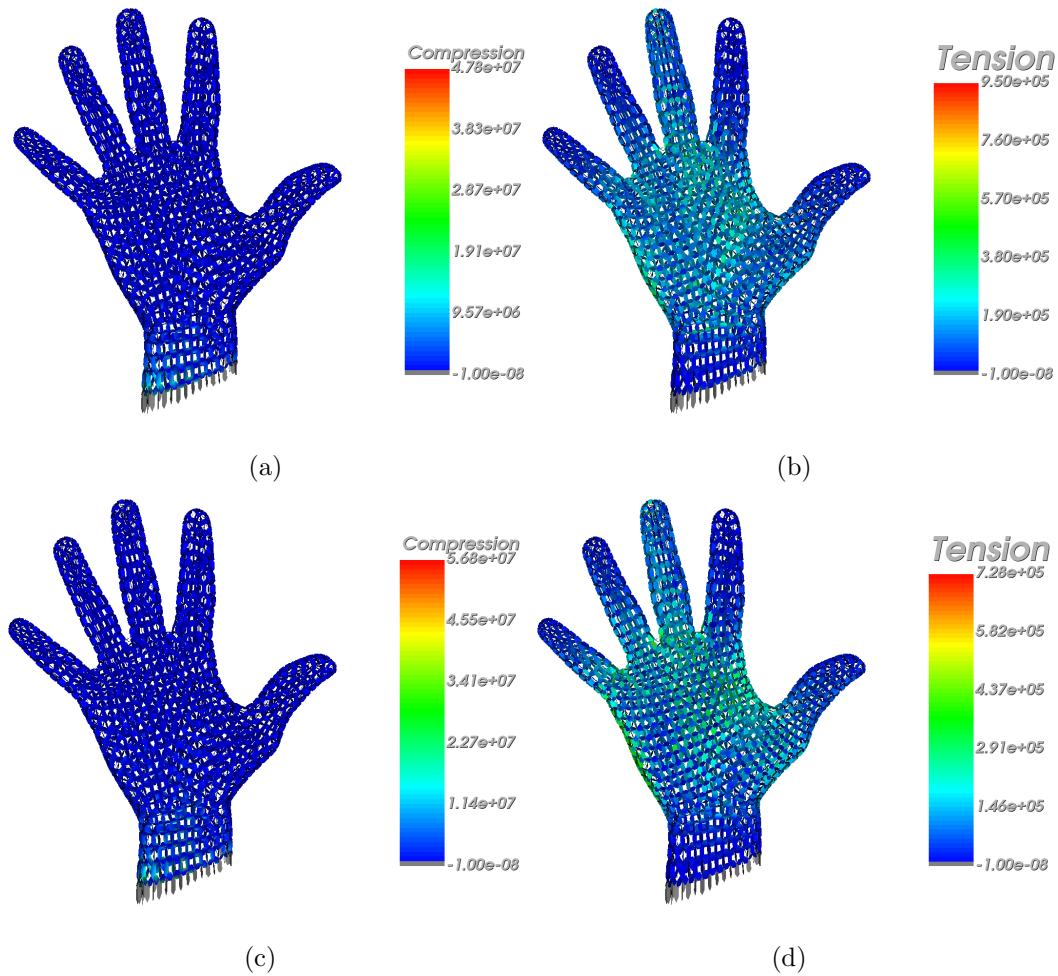 Compression
4.78e+07
3.83e+07
2.87e+07
1.91e+07
9.57e+06
-1.00e-08
Tension
9.50e+05
7.60e+05
5.70e+05
3.80e+05
1.90e+05
-1.00e-08
(a)
(b)
Compression
5.68e+07
4.55e+07
3.41e+07
2.27e+07
1.14e+07
-1.00e-08
Tension
7.28e+05
5.82e+05
4.37e+05
2.91e+05
1.46e+05
-1.00e-08
(c)
(d)